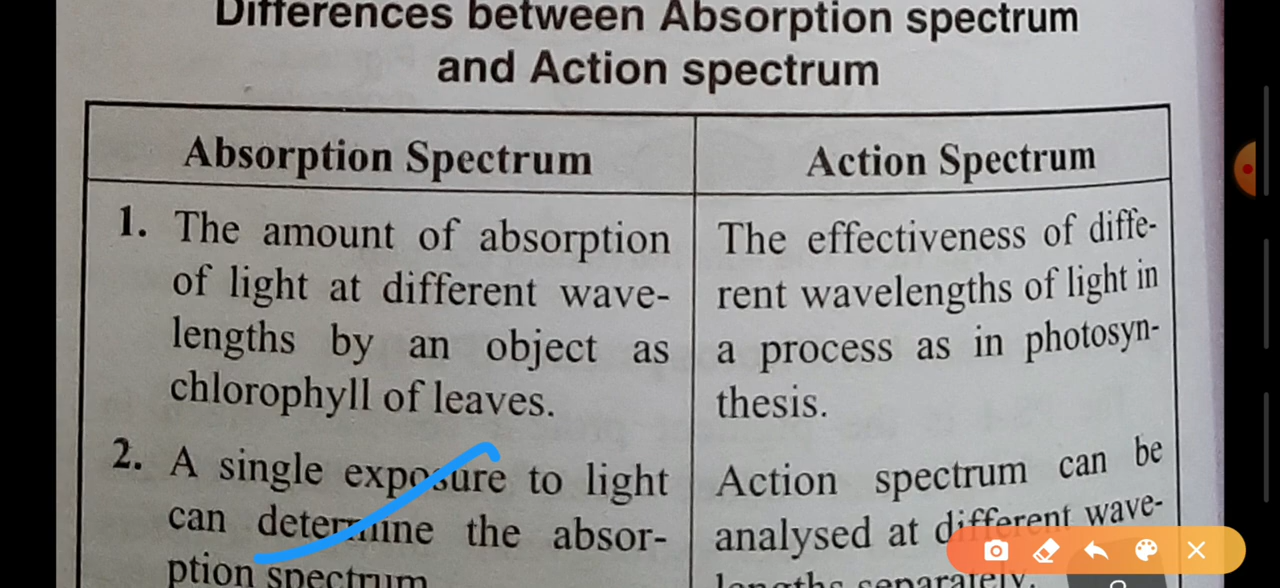 Differences between Absorption spectrum
and Action spectrum
Absorption Spectrum
Action Spectrum
1. The amount of absorption
of light at different wave-
lengths by an object as
chlorophyll of leaves.
The effectiveness of diffe-
rent wavelengths of light in
a process as in photosyn-
thesis.
2. A single exposure to light
can determine the absor-
ption spectrum
Action spectrum can be
analysed at different wave-
lengths separately.